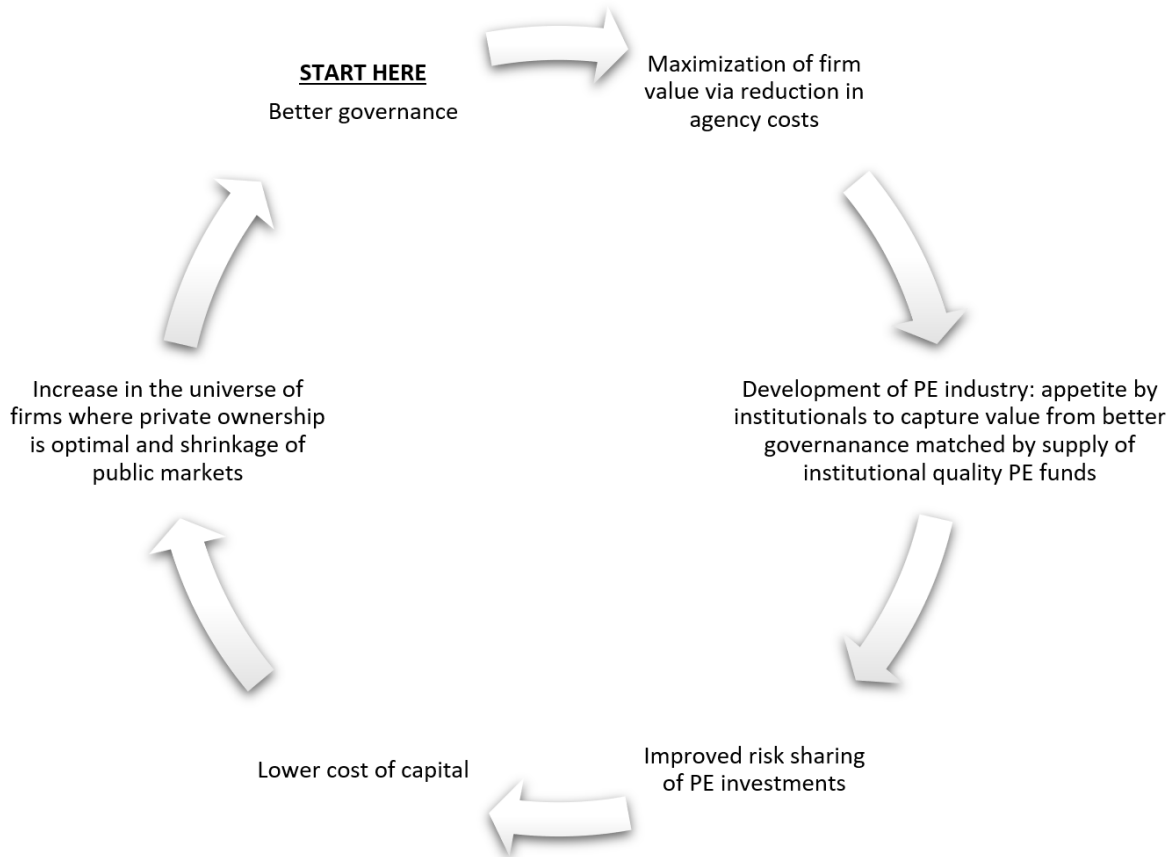 START HERE
Better governance
Maximization of firm
value via reduction in
agency costs
Development of PE industry: appetite by
institutionals to capture value from better
governanance matched by supply of
institutional quality PE funds
Improved risk sharing
of PE investments
Lower cost of capital
Increase in the universe of
firms where private ownership
is optimal and shrinkage of
public markets